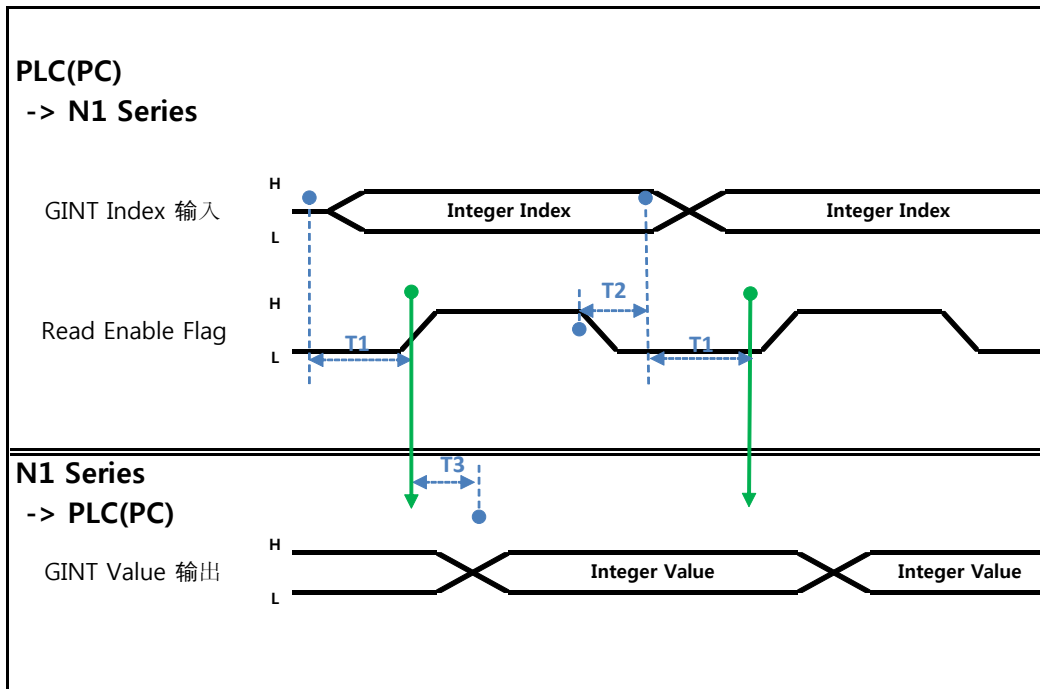 PLC(PC)
-> N1 Series
GINT Index 输入
H
L
Integer Index
Integer Index
Read Enable Flag
H
L
T1
T2
T1
N1 Series
-> PLC(PC)
T3
GINT Value 输出
H
L
Integer Value
Integer Value